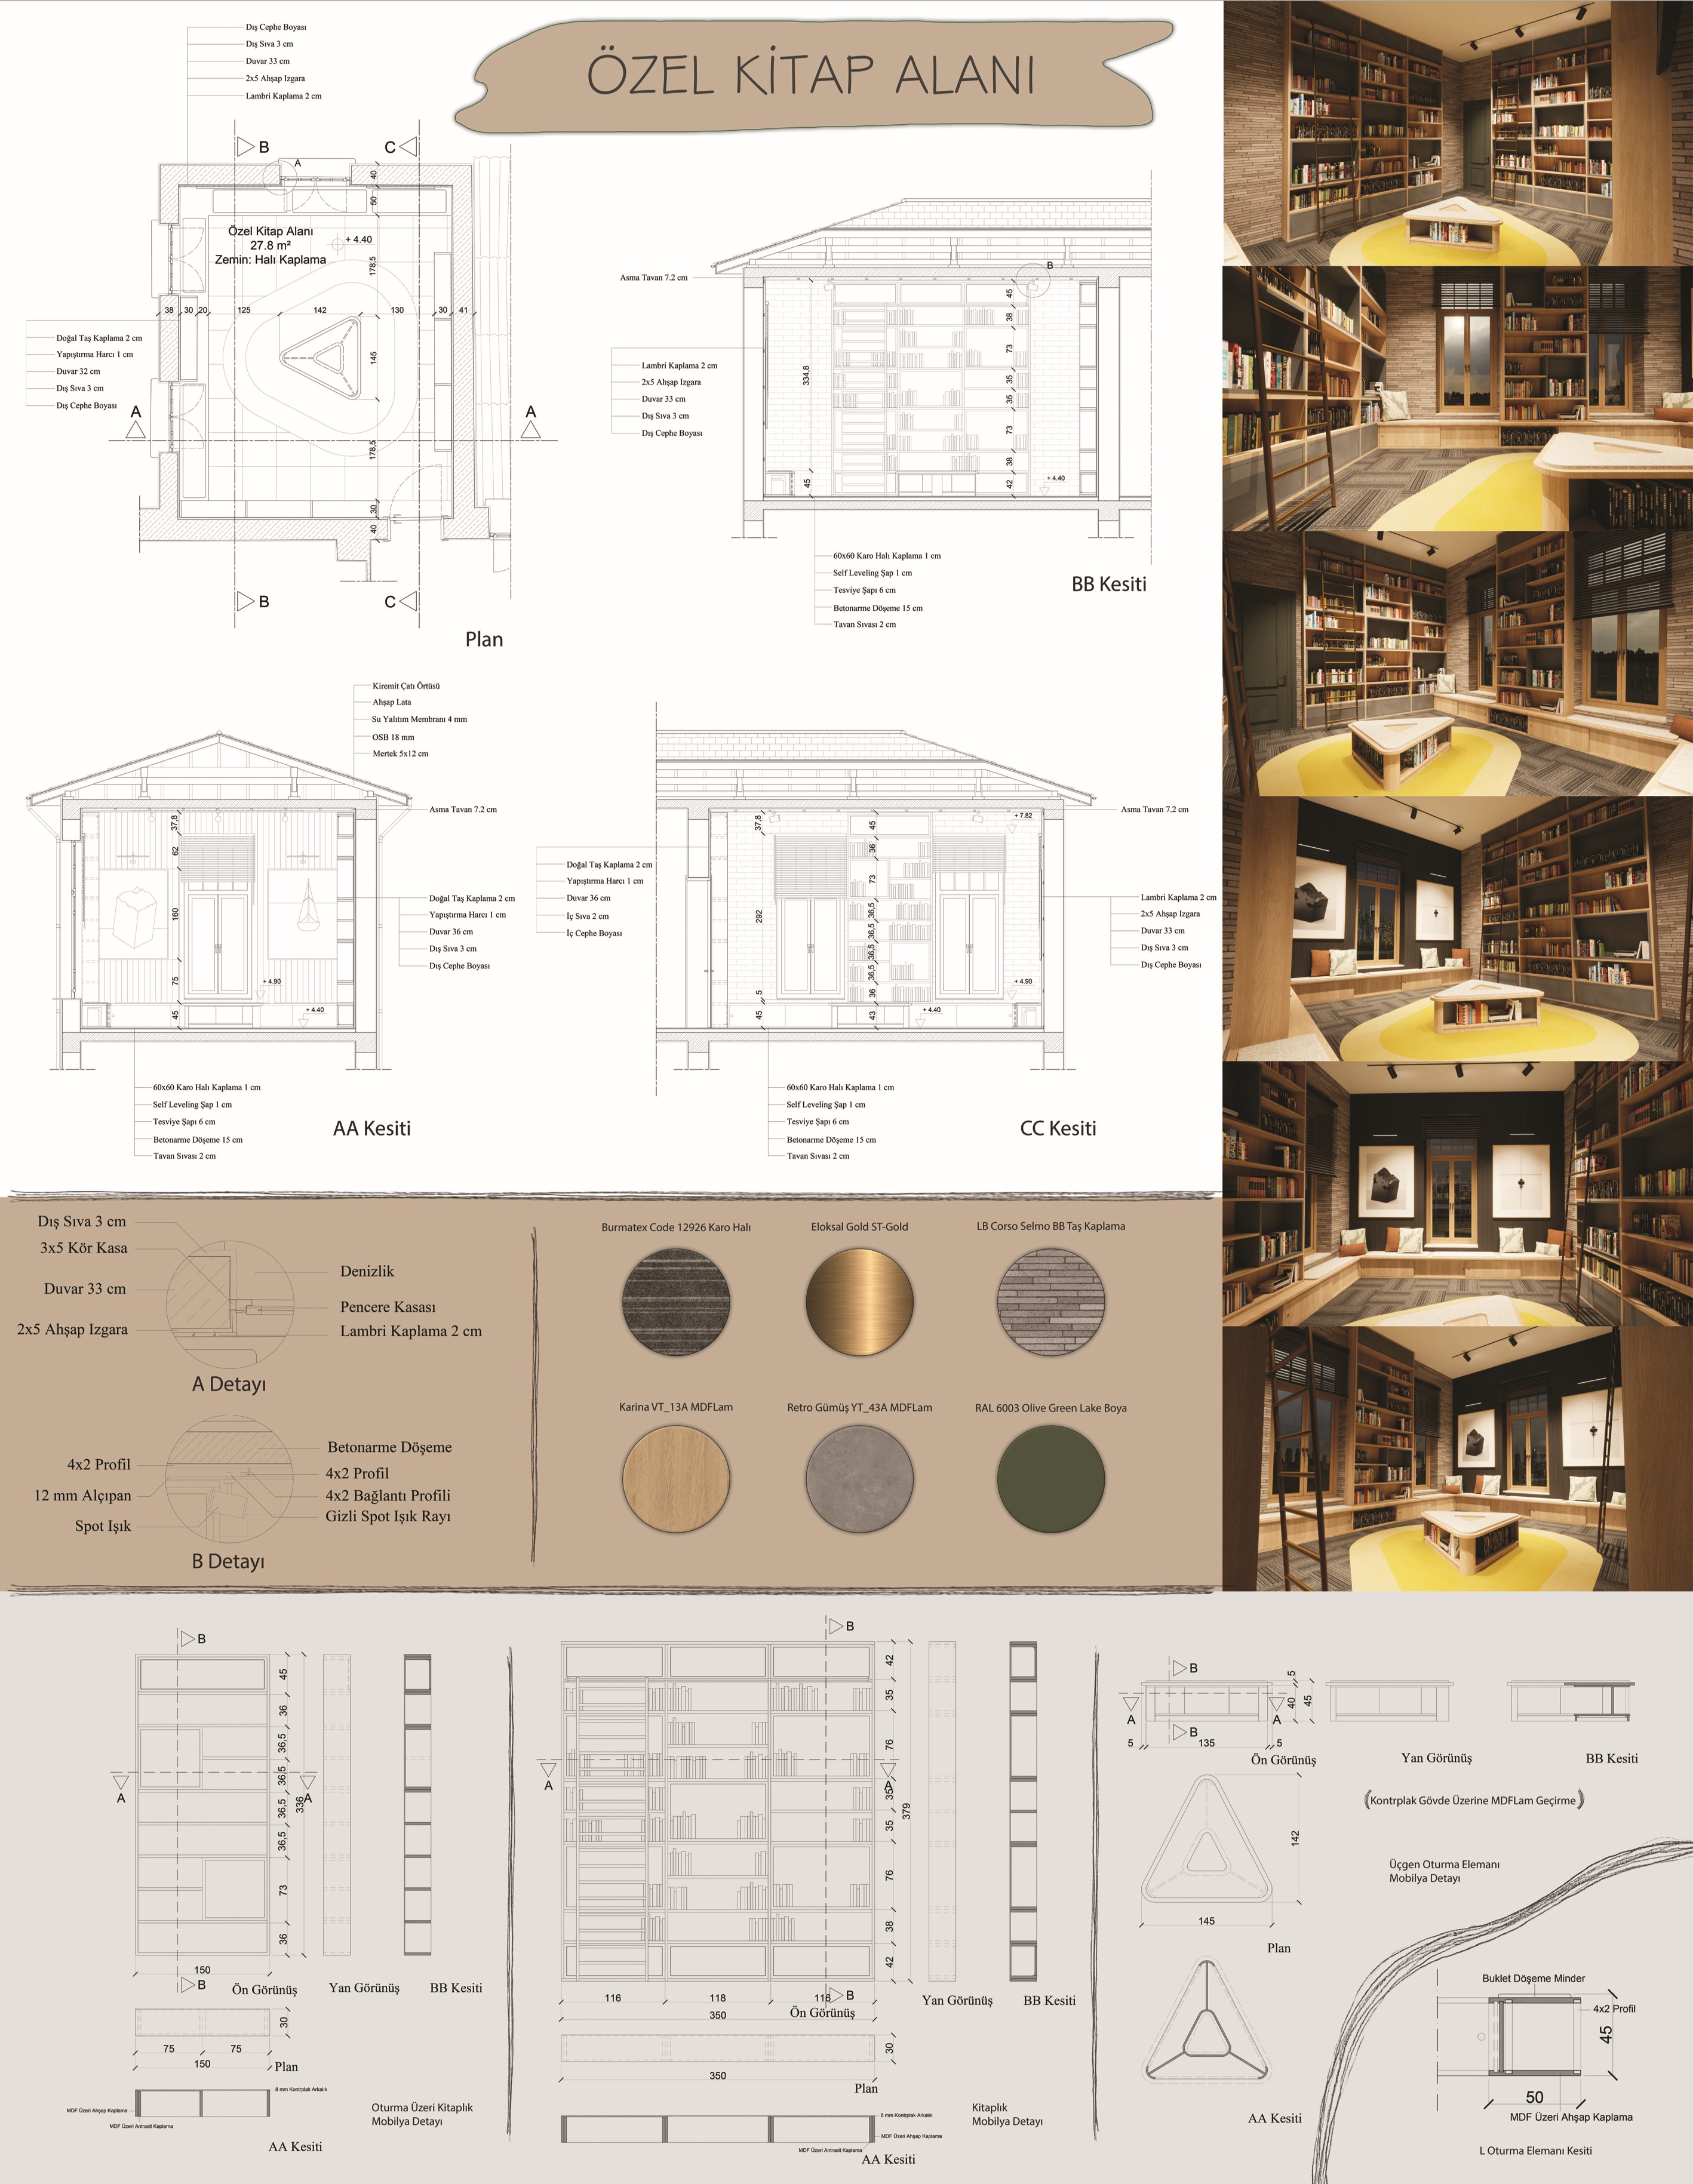 ÖZEL KİTAP ALANI
Dış Cephe Boyası
Dış Sıva 3 cm
Duvar 33 cm
2x5 Ahşap Izgara
Lambri Kaplama 2 cm
B
C
A
40
50
Özel Kitap Alanı
27.8 m²
Zemin: Halı Kaplama
+ 4.40
178,5
38
30
20
125
142
130
30
41
145
Doğal Taş Kaplama 2 cm
Yapıştırma Harcı 1 cm
Duvar 32 cm
Dış Sıva 3 cm
Dış Cephe Boyası
A
A
178,5
30
40
B
C
Plan
Asma Tavan 7.2 cm
B
Lambri Kaplama 2 cm
2x5 Ahşap Izgara
Duvar 33 cm
Dış Sıva 3 cm
Dış Cephe Boyası
334,8
45
45
38
73
35
35
73
38
42
+ 4.40
60x60 Karo Halı Kaplama 1 cm
Self Leveling Şap 1 cm
Tesviye Şapı 6 cm
Betonarme Döşeme 15 cm
Tavan Sıvası 2 cm
BB Kesiti
Kiremit Çatı Örtüsü
Ahşap Lata
Su Yalıtım Membranı 4 mm
OSB 18 mm
Mertek 5x12 cm
Asma Tavan 7.2 cm
37,8
62
160
75
45
+ 4.90
+ 4.40
Doğal Taş Kaplama 2 cm
Yapıştırma Harcı 1 cm
Duvar 36 cm
Dış Sıva 3 cm
Dış Cephe Boyası
60x60 Karo Halı Kaplama 1 cm
Self Leveling Şap 1 cm
Tesviye Şapı 6 cm
Betonarme Döşeme 15 cm
Tavan Sıvası 2 cm
AA Kesiti
Doğal Taş Kaplama 2 cm
Yapıştırma Harcı 1 cm
Duvar 36 cm
İç Sıva 2 cm
İç Cephe Boyası
Asma Tavan 7.2 cm
+ 7.82
37,8
292
5
45
45
36
73
36,5
36,5
36,5
36,5
36
43
+ 4.90
+ 4.40
Lambri Kaplama 2 cm
2x5 Ahşap Izgara
Duvar 33 cm
Dış Sıva 3 cm
Dış Cephe Boyası
60x60 Karo Halı Kaplama 1 cm
Self Leveling Şap 1 cm
Tesviye Şapı 6 cm
Betonarme Döşeme 15 cm
Tavan Sıvası 2 cm
CC Kesiti
Dış Sıva 3 cm
3x5 Kör Kasa
Duvar 33 cm
2x5 Ahşap Izgara
Denizlik
Pencere Kasası
Lambri Kaplama 2 cm
A Detayı
4x2 Profil
12 mm Alçıpan
Spot Işık
Betonarme Döşeme
4x2 Profil
4x2 Bağlantı Profili
Gizli Spot Işık Rayı
B Detayı
Burmatex Code 12926 Karo Halı
Eloksal Gold ST-Gold
LB Corso Selmo BB Taş Kaplama
Karina VT_13A MDFLam
Retro Gümüş YT_43A MDFLam
RAL 6003 Olive Green Lake Boya
B
45
36
36,5
36,5
36,5
36,5
73
36
336
A
A
150
B
Ön Görünüş
Yan Görünüş
BB Kesiti
30
75
75
150
Plan
8 mm Kontrplak Arkalık
MDF Üzeri Ahşap Kaplama
MDF Üzeri Antrasit Kaplama
AA Kesiti
Oturma Üzeri Kitaplık
Mobilya Detayı
B
42
35
76
35
35
76
38
42
379
A
A
116
118
116
B
350
Ön Görünüş
Yan Görünüş
BB Kesiti
30
350
Plan
8 mm Kontrplak Arkalık
MDF Üzeri Ahşap Kaplama
MDF Üzeri Antrasit Kaplama
AA Kesiti
Kitaplık
Mobilya Detayı
B
5
40
45
A
A
B
5
135
5
Ön Görünüş
Yan Görünüş
BB Kesiti
(Kontrplak Gövde Üzerine MDFLam Geçirme)
142
145
Plan
Üçgen Oturma Elemanı
Mobilya Detayı
AA Kesiti
Buklet Döşeme Minder
4x2 Profil
45
50
MDF Üzeri Ahşap Kaplama
L Oturma Elemanı Kesiti